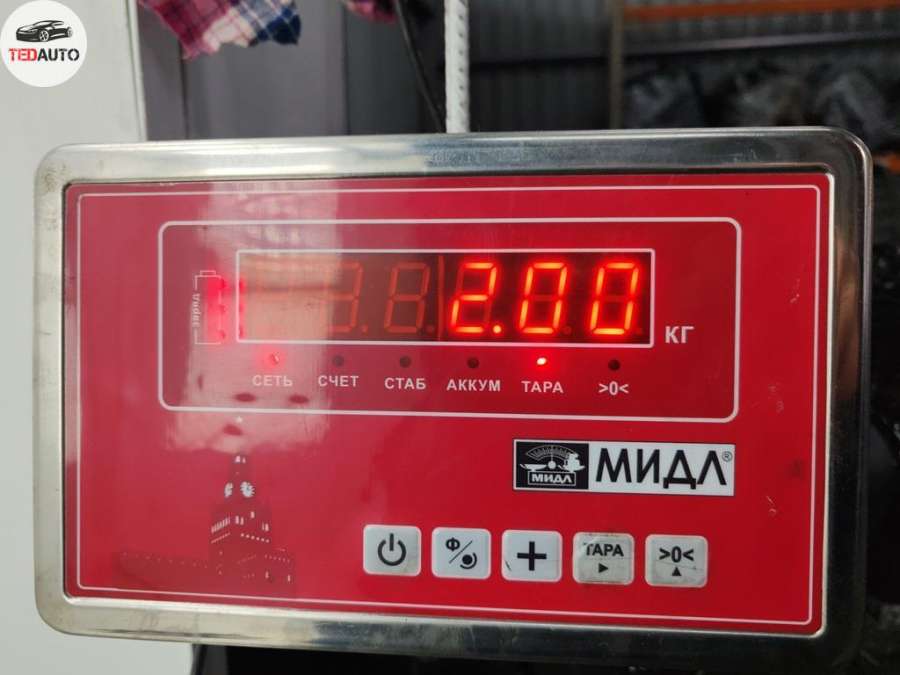 TEDAUTO
заряд
2.00
КГ
СЕТЬ СЧЕТ СТАБ АККУМ ТАРА >0<
МИДЛ МИДЛ®
Ф + ТАРА >0<